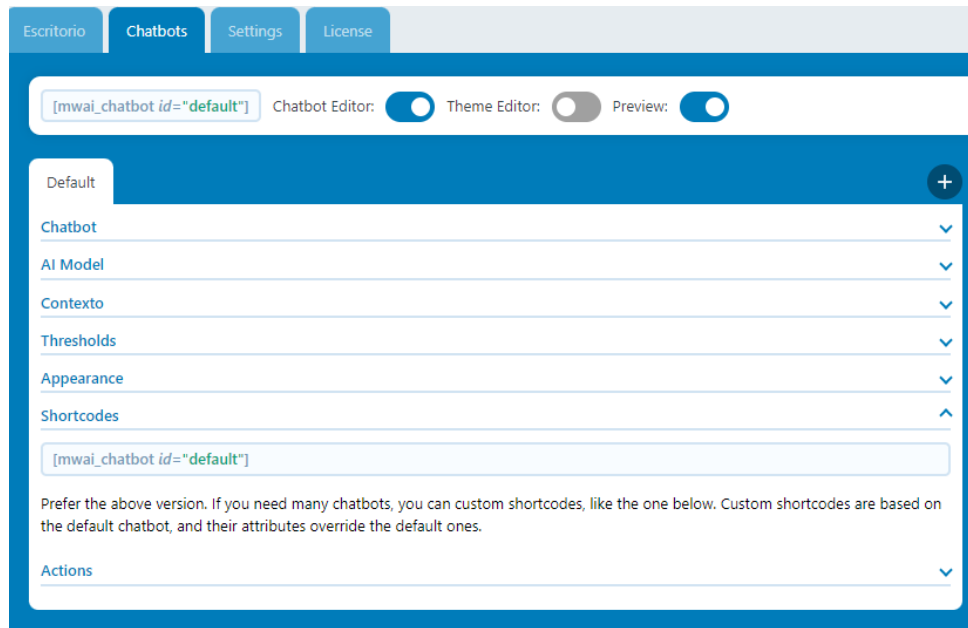 Escritorio Chatbots Settings License
[mwai_chatbot id="default"] Chatbot Editor: Theme Editor: Preview:
Default +
Chatbot
AI Model
Contexto
Thresholds
Appearance
Shortcodes
[mwai_chatbot id="default"]
Prefer the above version. If you need many chatbots, you can custom shortcodes, like the one below. Custom shortcodes are based on
the default chatbot, and their attributes override the default ones.
Actions